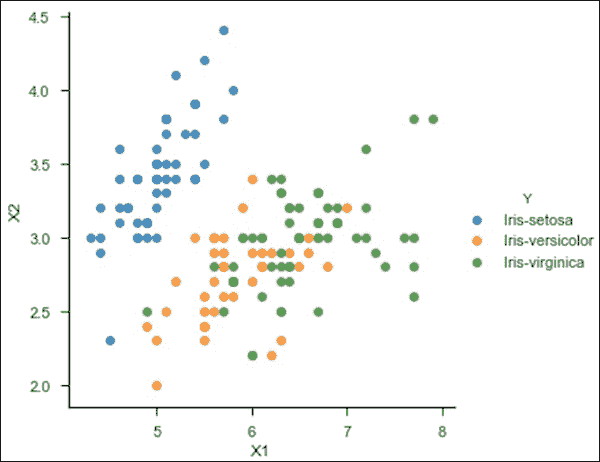 4.5
4.0
3.5
3.0
2.5
2.0
X2
5 6 7 8
X1
Y
Iris-setosa
Iris-versicolor
Iris-virginica